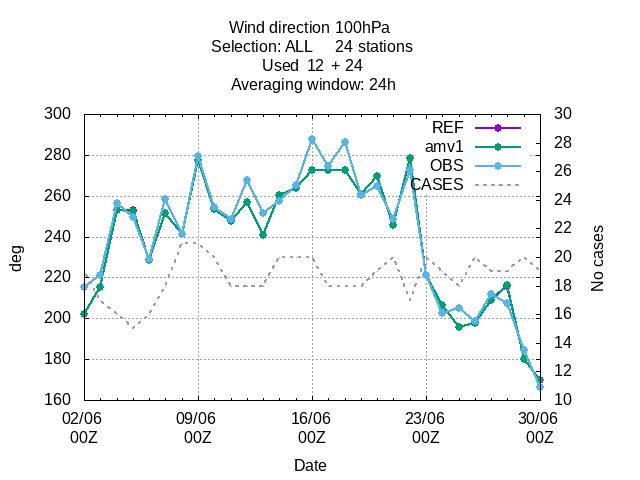 Wind direction 100hPa
Selection: ALL 24 stations
Used 12 + 24
Averaging window: 24h
300
280
260
240
220
200
180
160
deg
30
28
26
24
22
20
18
16
14
12
10
No cases
REF
amv1
OBS
CASES
02/06 09/06 16/06 23/06 30/06
00Z 00Z 00Z 00Z 00Z
Date